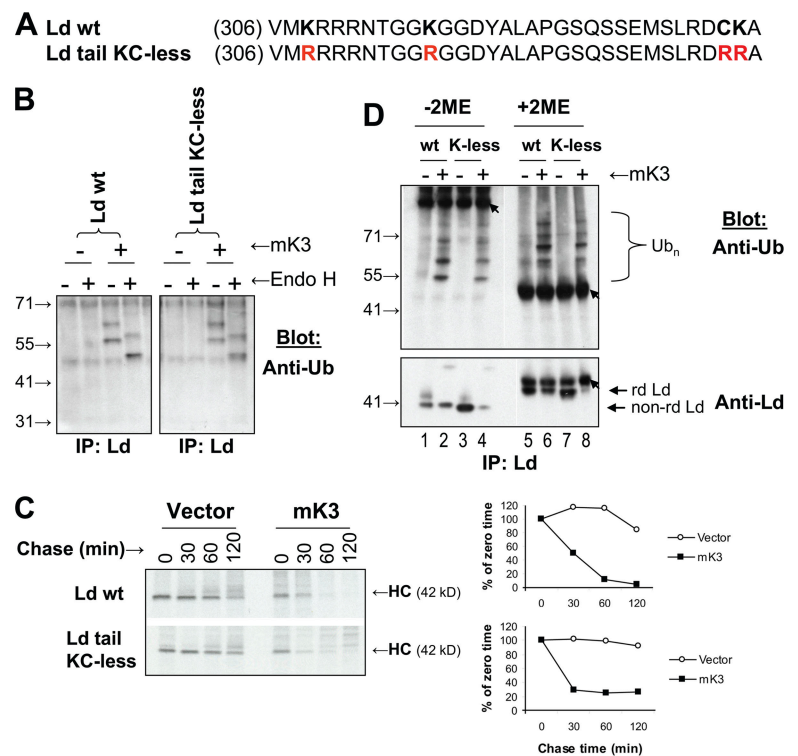 A
Ld wt (306) VMKRRRRNTGGKGGDYALAPGSQSSEMSLRDCKA
Ld tail KC-less (306) VMRRRRRNTGGRGGDYALAPGSQSSEMSLRDRRA
B
Ld wt Ld tail KC-less
- + - + ←mK3
- + - + - + - + ←Endo H
71→
55→
41→
31→
Blot:
Anti-Ub
IP: Ld IP: Ld
D
-2ME +2ME
wt K-less wt K-less
- + - + - + - + ←mK3
71→
55→
41→
Ubn
Blot:
Anti-Ub
41→
rd Ld
non-rd Ld
Anti-Ld
1 2 3 4 5 6 7 8
IP: Ld
C
Vector mK3
Chase (min)→ 0 30 60 120 0 30 60 120
Ld wt ←HC (42 kD)
Ld tail
KC-less ←HC (42 kD)
% of zero time
120
100
80
60
40
20
0
0 30 60 120
Vector
mK3
% of zero time
120
100
80
60
40
20
0
0 30 60 120
Vector
mK3
Chase time (min)